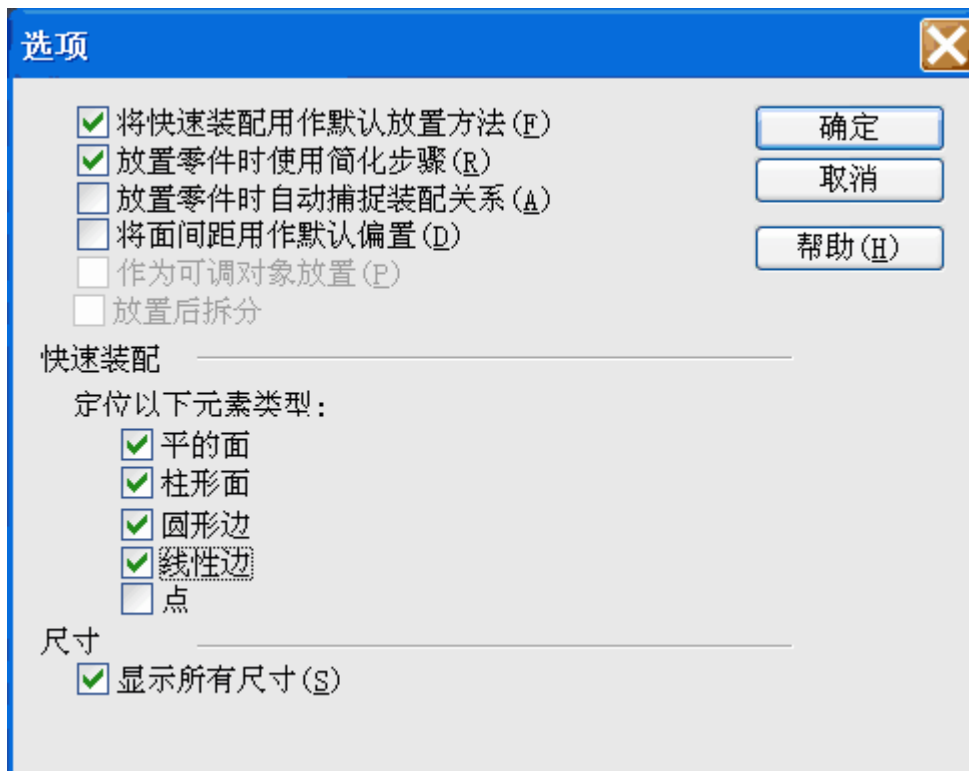 选项
将快速装配用作默认放置方法(F)
放置零件时使用简化步骤(R)
放置零件时自动捕捉装配关系(A)
将面间距用作默认偏置(D)
作为可调对象放置(P)
放置后拆分
确定
取消
帮助(H)
快速装配
定位以下元素类型:
平的面
柱形面
圆形边
线性边
点
尺寸
显示所有尺寸(S)